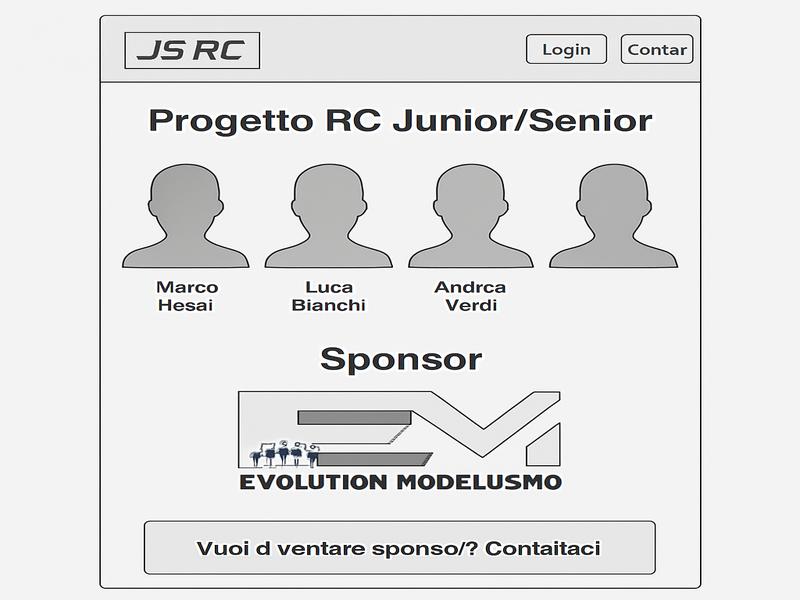 JS RC
Login
Contar
Progetto RC Junior/Senior
Marco
Hesai
Luca
Bianchi
Andrca
Verdi
Sponsor
EM
EVOLUTION MODELUSMO
Vuoi d ventare sponso/? Contaitaci